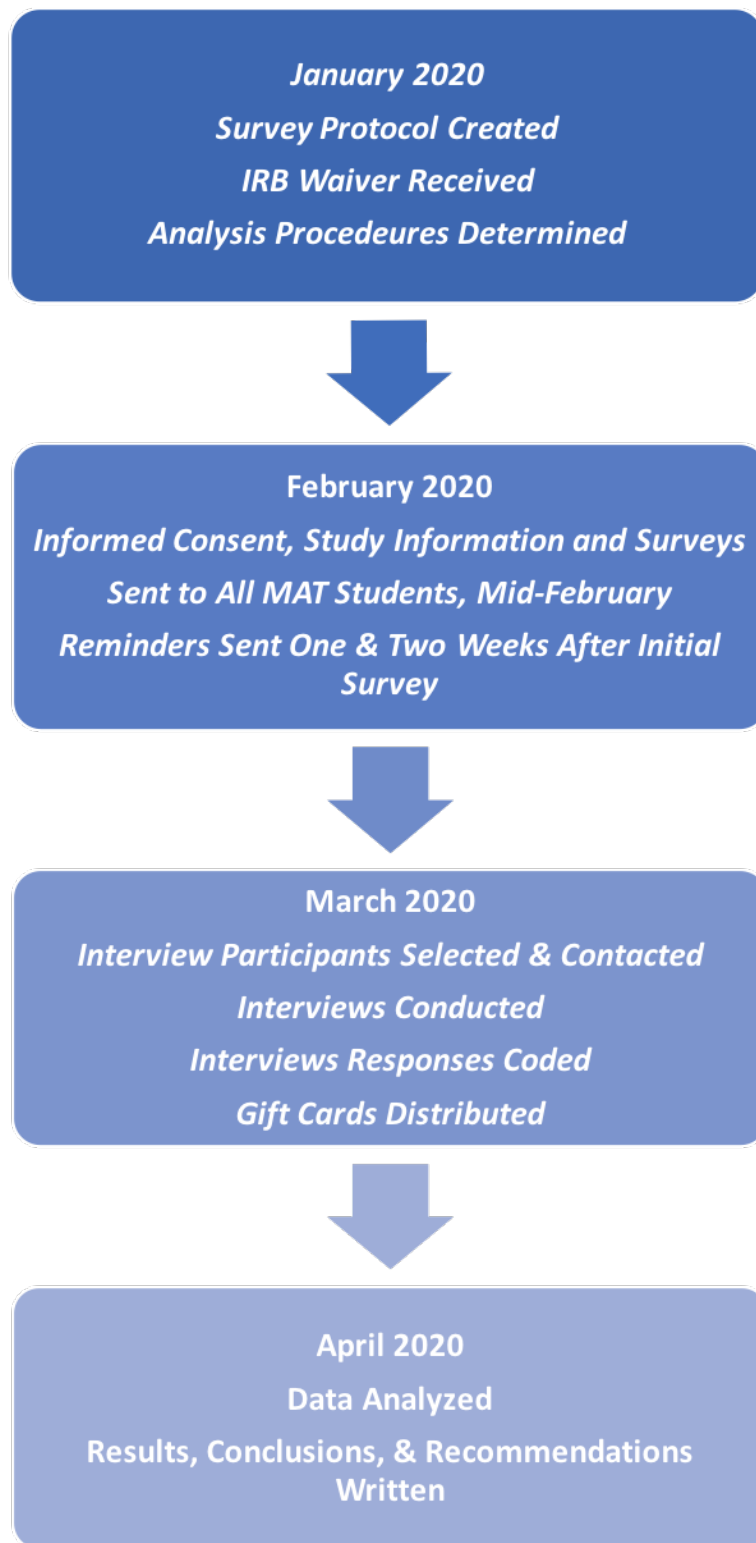 January 2020
Survey Protocol Created
IRB Waiver Received
Analysis Procedeures Determined
February 2020
Informed Consent, Study Information and Surveys
Sent to All MAT Students, Mid-February
Reminders Sent One & Two Weeks After Initial
Survey
March 2020
Interview Participants Selected & Contacted
Interviews Conducted
Interviews Responses Coded
Gift Cards Distributed
April 2020
Data Analyzed
Results, Conclusions, & Recommendations
Written